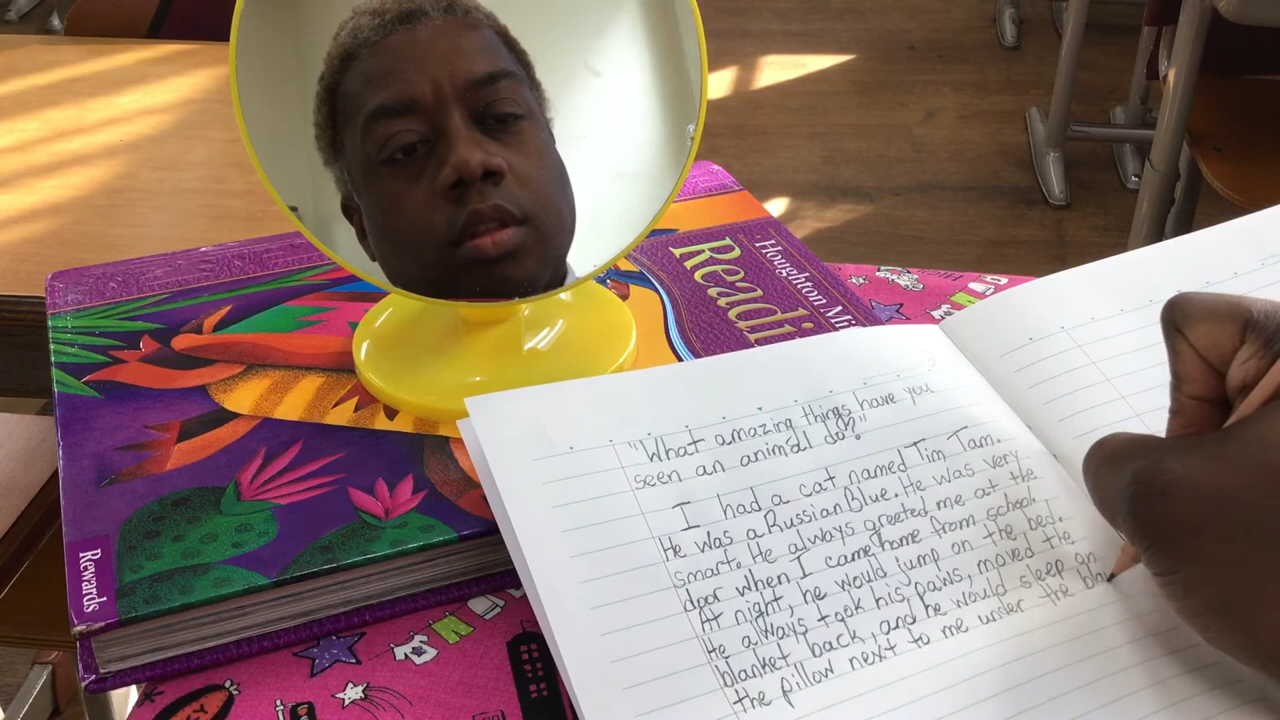 Houghton Mi
Readi
Rewards
"What amazing things have you
seen an animal do?"
I had a cat named Tim Tam.
He was a Russian Blue. He was very
smart. He always greeted me at the
door when I came home from school.
At night, he would jump on the bed.
He always took his paws, moved the
blanket back, and he would sleep on
the pillow next to me under the blan